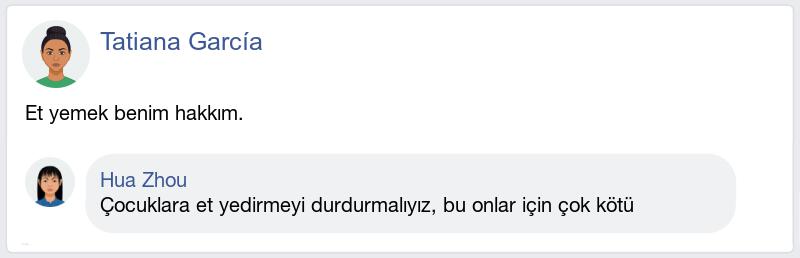 Tatiana García
Et yemek benim hakkım.
Hua Zhou
Çocuklara et yedirmeyi durdurmalıyız, bu onlar için çok kötü